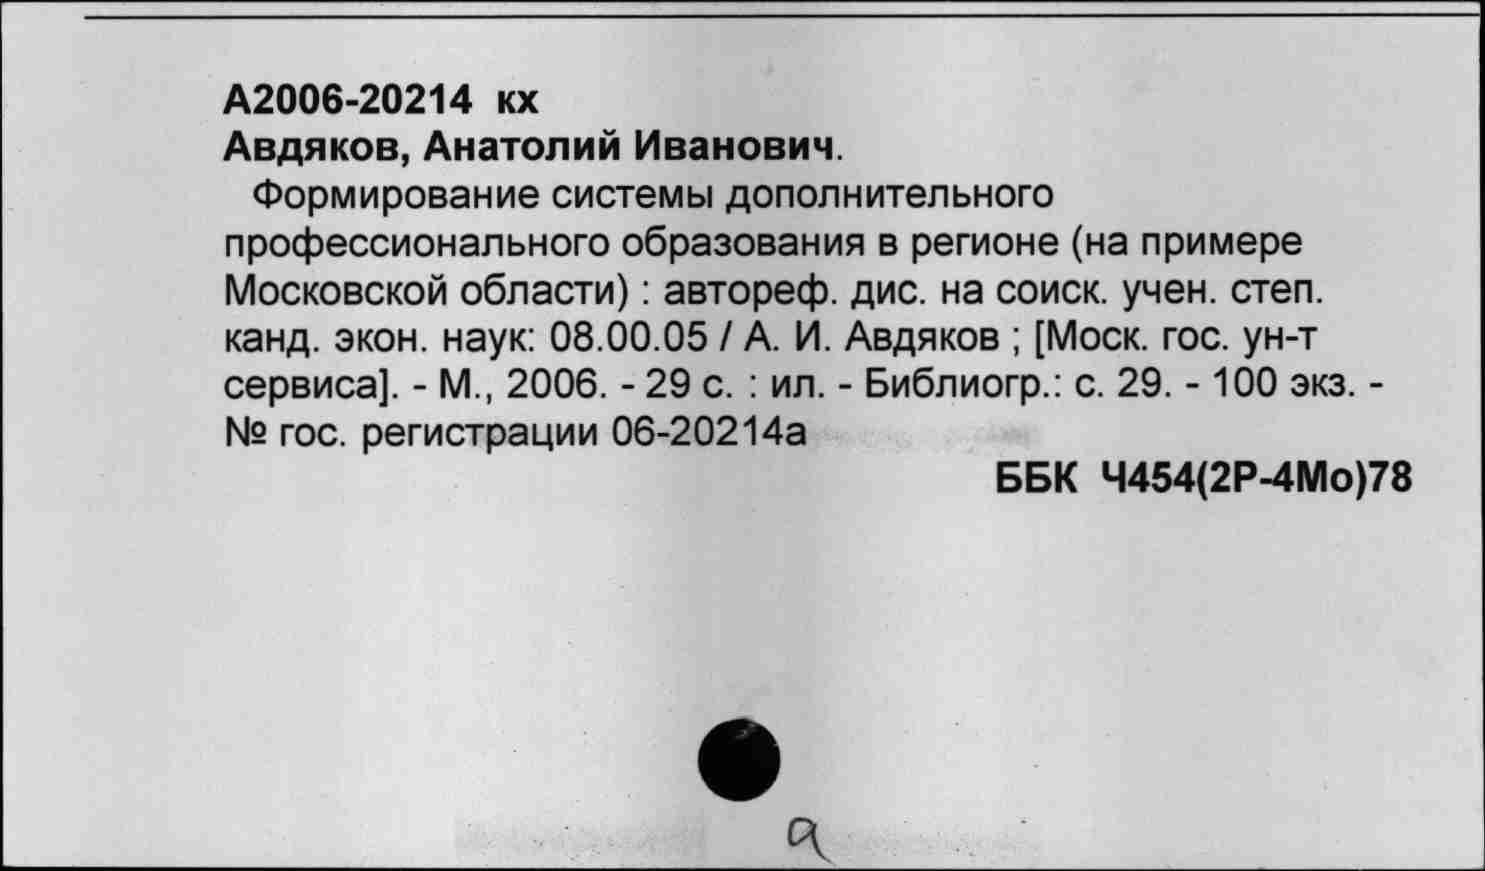 А2006-20214 кх
Авдяков, Анатолий Иванович.
Формирование системы дополнительного
профессионального образования в регионе (на примере
Московской области) : автореф. дис. на соиск. учен. степ.
канд. экон. наук: 08.00.05 / А. И. Авдяков ; [Моск. гос. ун-т
сервиса]. - М., 2006. - 29 с. : ил. - Библиогр.: с. 29. - 100 экз. -
№ гос. регистрации 06-20214а
ББК Ч454(2Р-4Мо)78
а